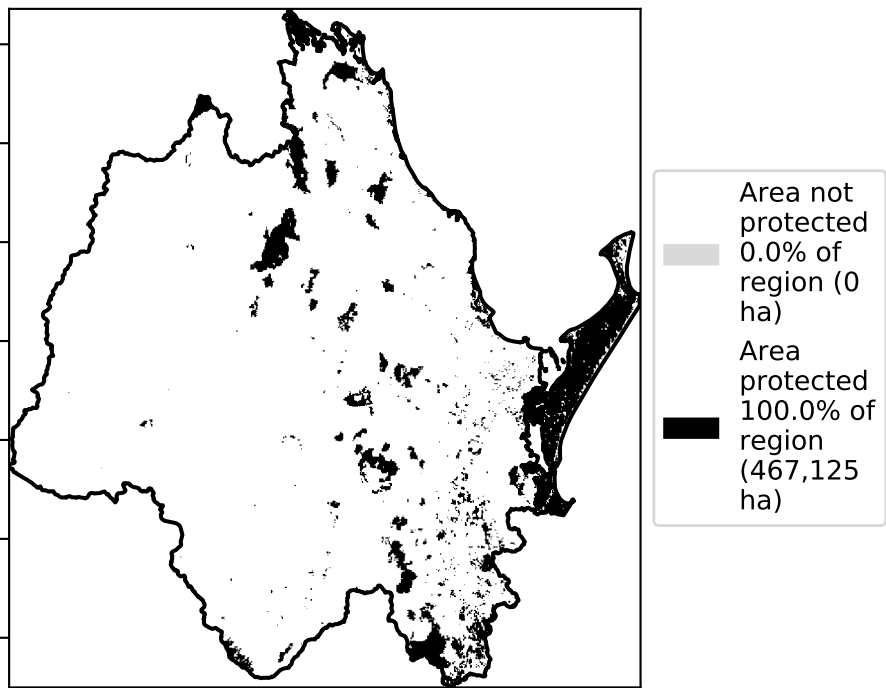 Area not
protected
0.0% of
region (0
ha)
Area
protected
100.0% of
region
(467,125
ha)